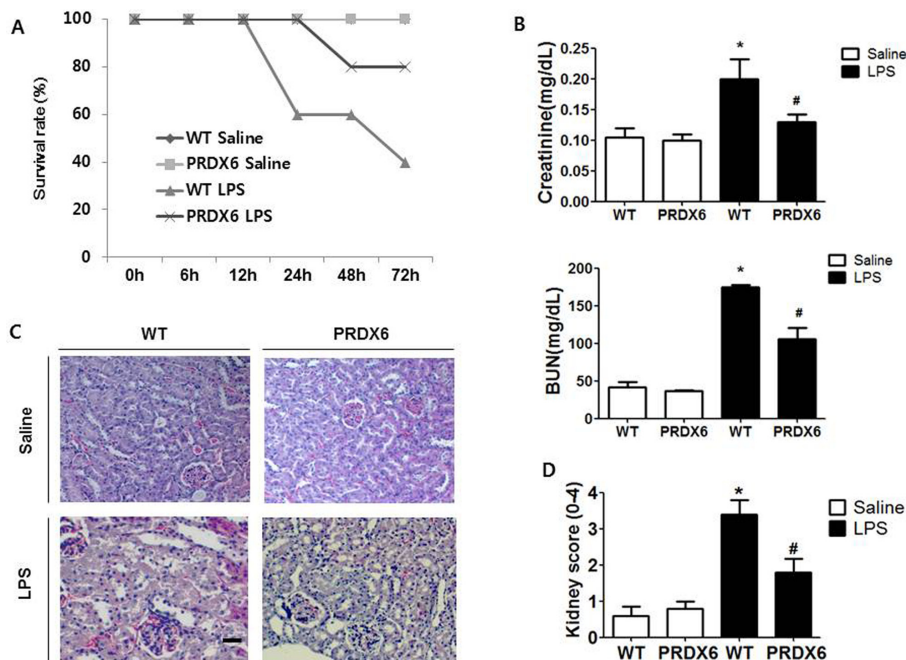 A
Survival rate (%)
100
80
60
40
20
0
0h 6h 12h 24h 48h 72h
WT Saline
PRDX6 Saline
WT LPS
PRDX6 LPS
B
Creatinine(mg/dL)
0.25
0.20
0.15
0.10
0.05
0.00
*
#
WT PRDX6 WT PRDX6
Saline
LPS
BUN(mg/dL)
200
150
100
50
0
*
#
WT PRDX6 WT PRDX6
Saline
LPS
C
WT PRDX6
Saline
LPS
D
Kidney score (0-4)
4
3
2
1
0
*
#
WT PRDX6 WT PRDX6
Saline
LPS